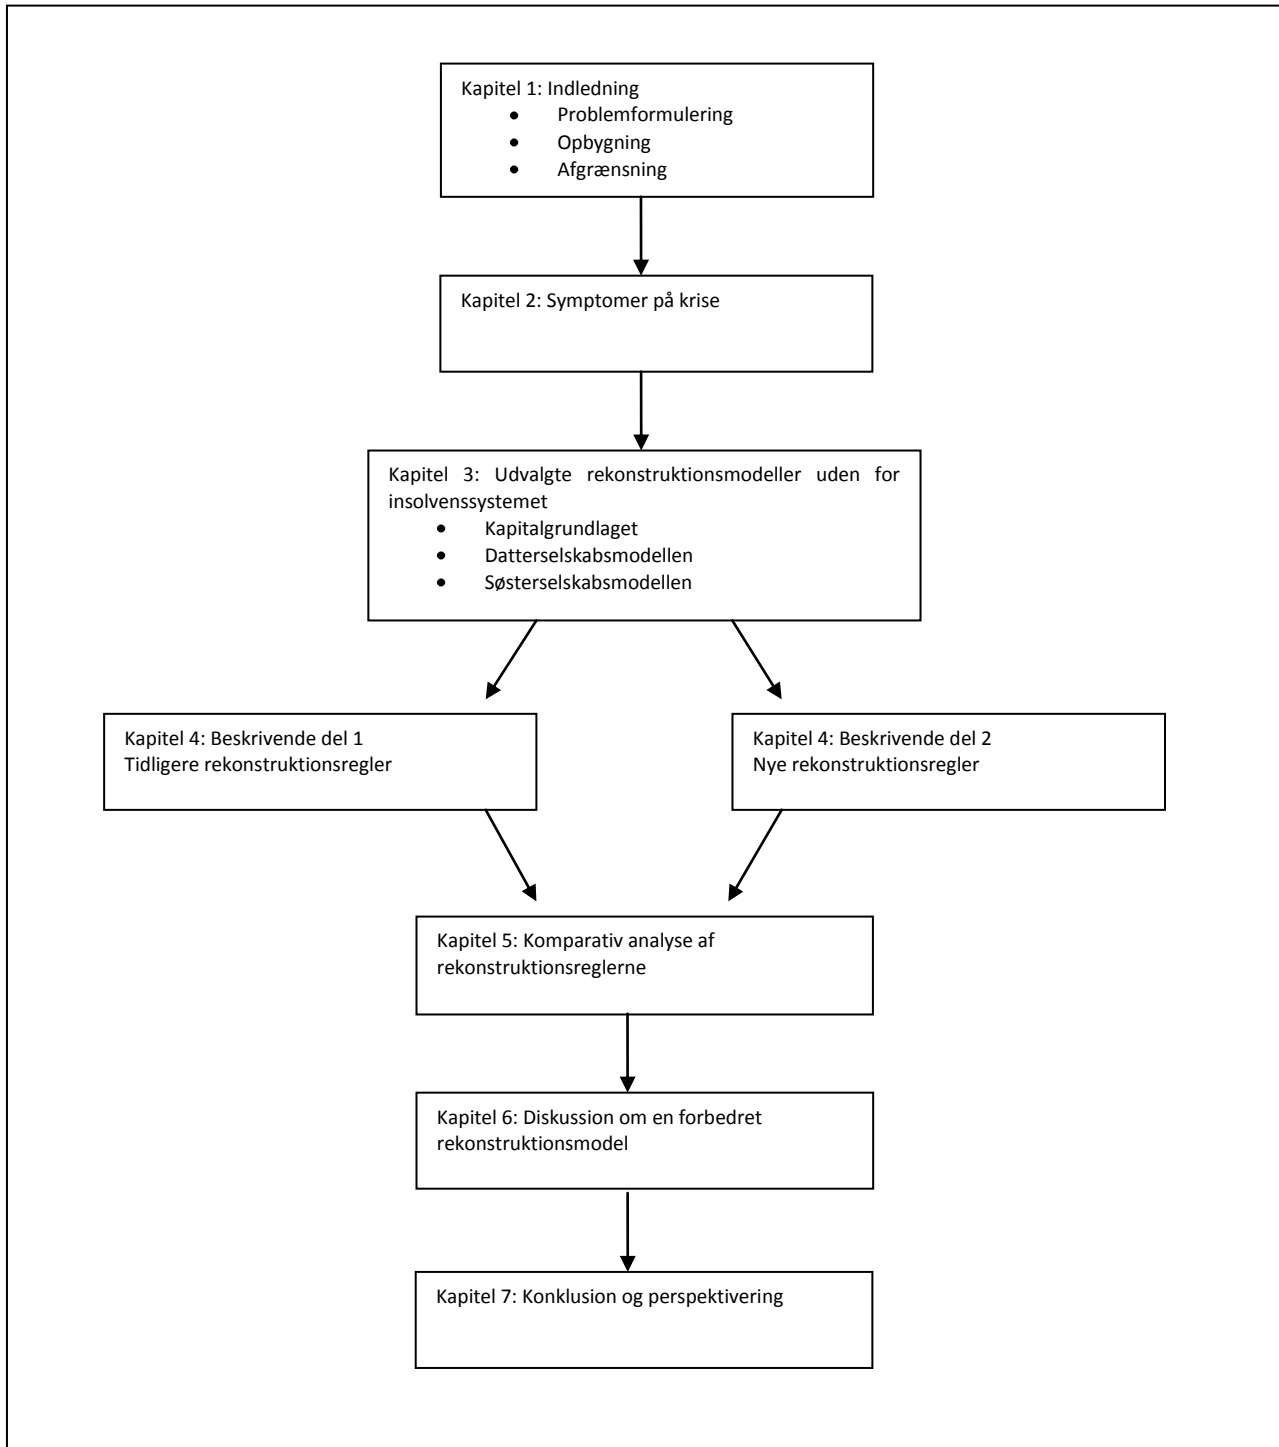 Kapitel 1: Indledning
• Problemformulering
• Opbygning
• Afgrænsning
Kapitel 2: Symptomer på krise
Kapitel 3: Udvalgte rekonstruktionsmodeller uden for
insolvenssystemet
• Kapitalgrundlaget
• Datterselskabsmodellen
• Søsterselskabsmodellen
Kapitel 4: Beskrivende del 1
Tidligere rekonstruktionsregler
Kapitel 4: Beskrivende del 2
Nye rekonstruktionsregler
Kapitel 5: Komparativ analyse af
rekonstruktionsreglerne
Kapitel 6: Diskussion om en forbedret
rekonstruktionsmodel
Kapitel 7: Konklusion og perspektivering